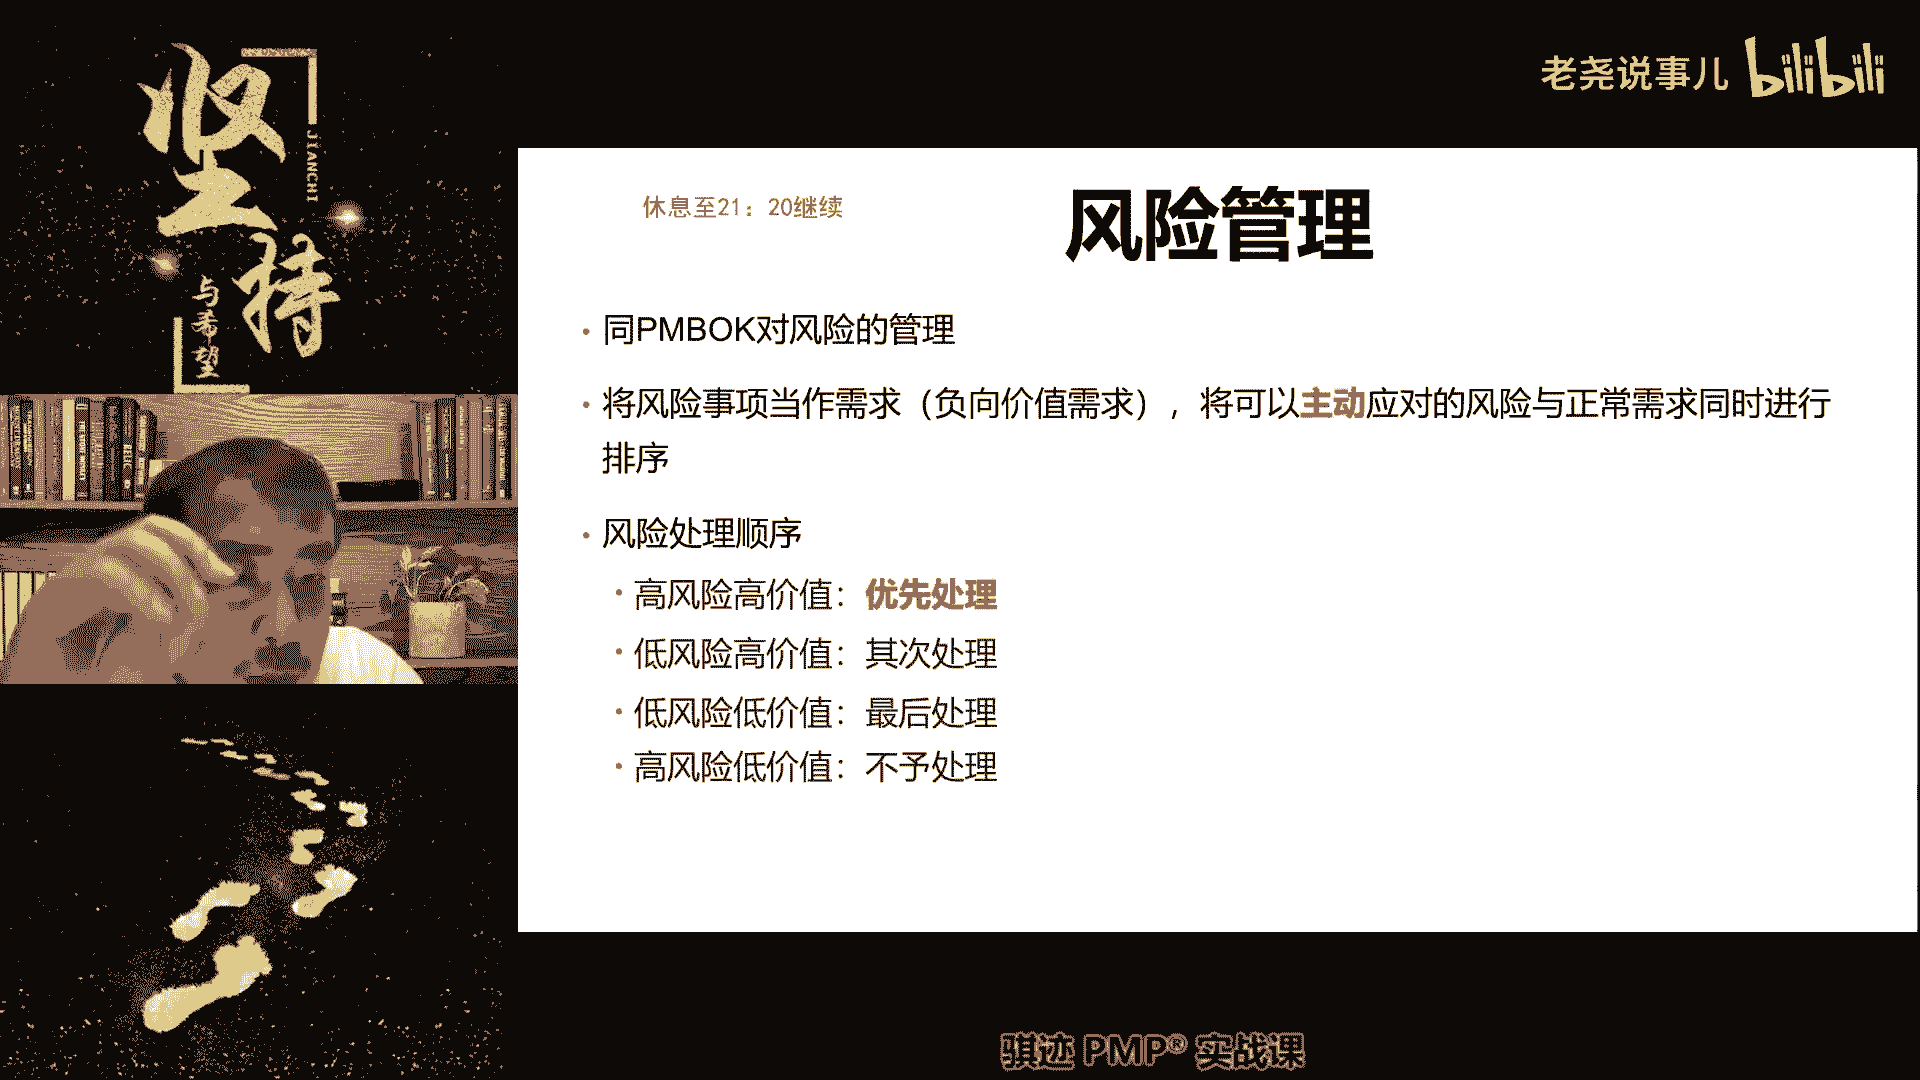 坚持
JIANCHI
与希望
老尧说事儿 bilibili
休息至21：20继续
风险管理
•同PMBOK对风险的管理
•将风险事项当作需求（负向价值需求），将可以主动应对的风险与正常需求同时进行
排序
•风险处理顺序
•高风险高价值：优先处理
•低风险高价值：其次处理
•低风险低价值：最后处理
•高风险低价值：不予处理
骐迹 PMP® 实战课